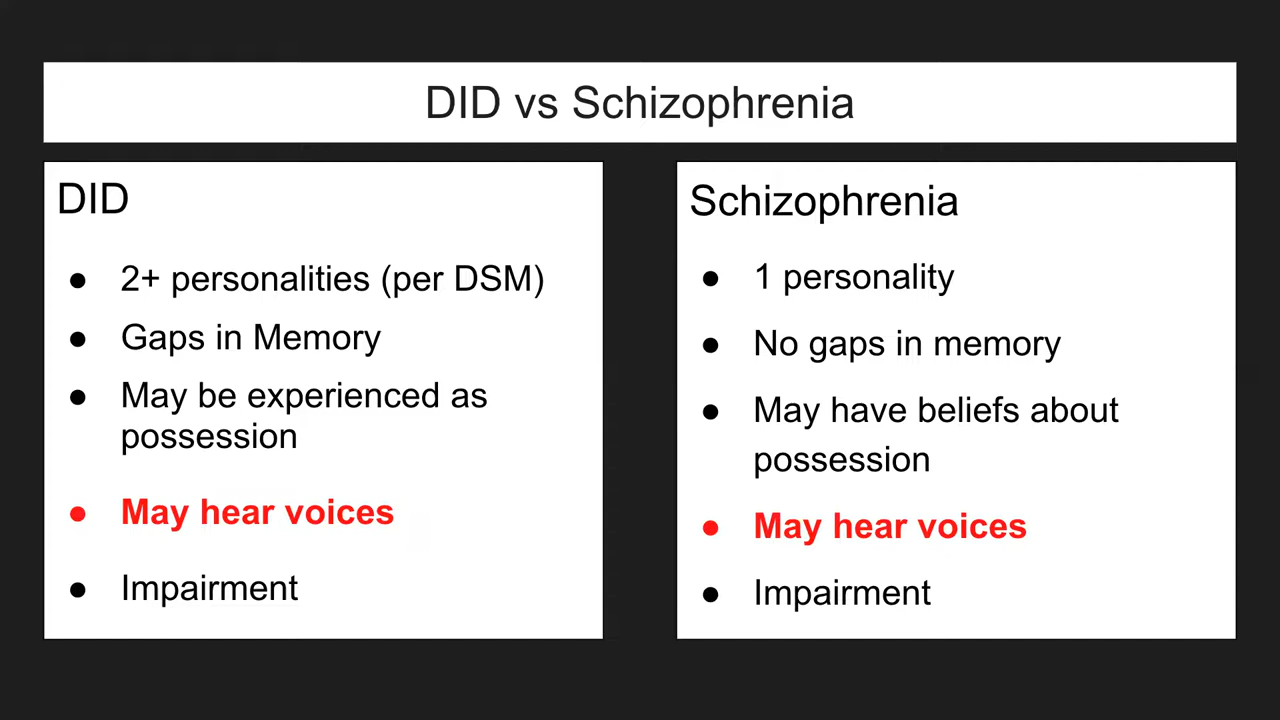 DID vs Schizophrenia
DID
● 2+ personalities (per DSM)
● Gaps in Memory
● May be experienced as
possession
● May hear voices
● Impairment
Schizophrenia
● 1 personality
● No gaps in memory
● May have beliefs about
possession
● May hear voices
● Impairment